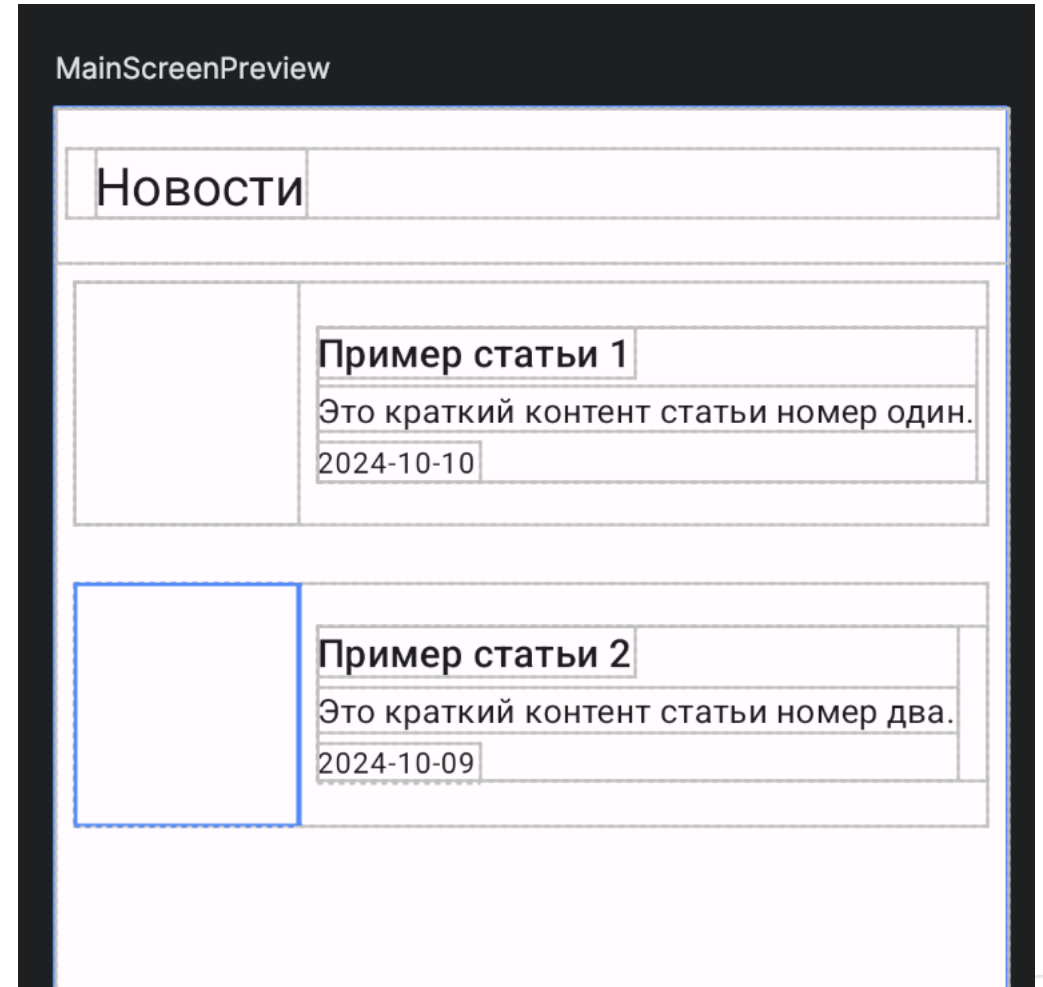 MainScreenPreview
Новости
Пример статьи 1
Это краткий контент статьи номер один.
2024-10-10
Пример статьи 2
Это краткий контент статьи номер два.
2024-10-09